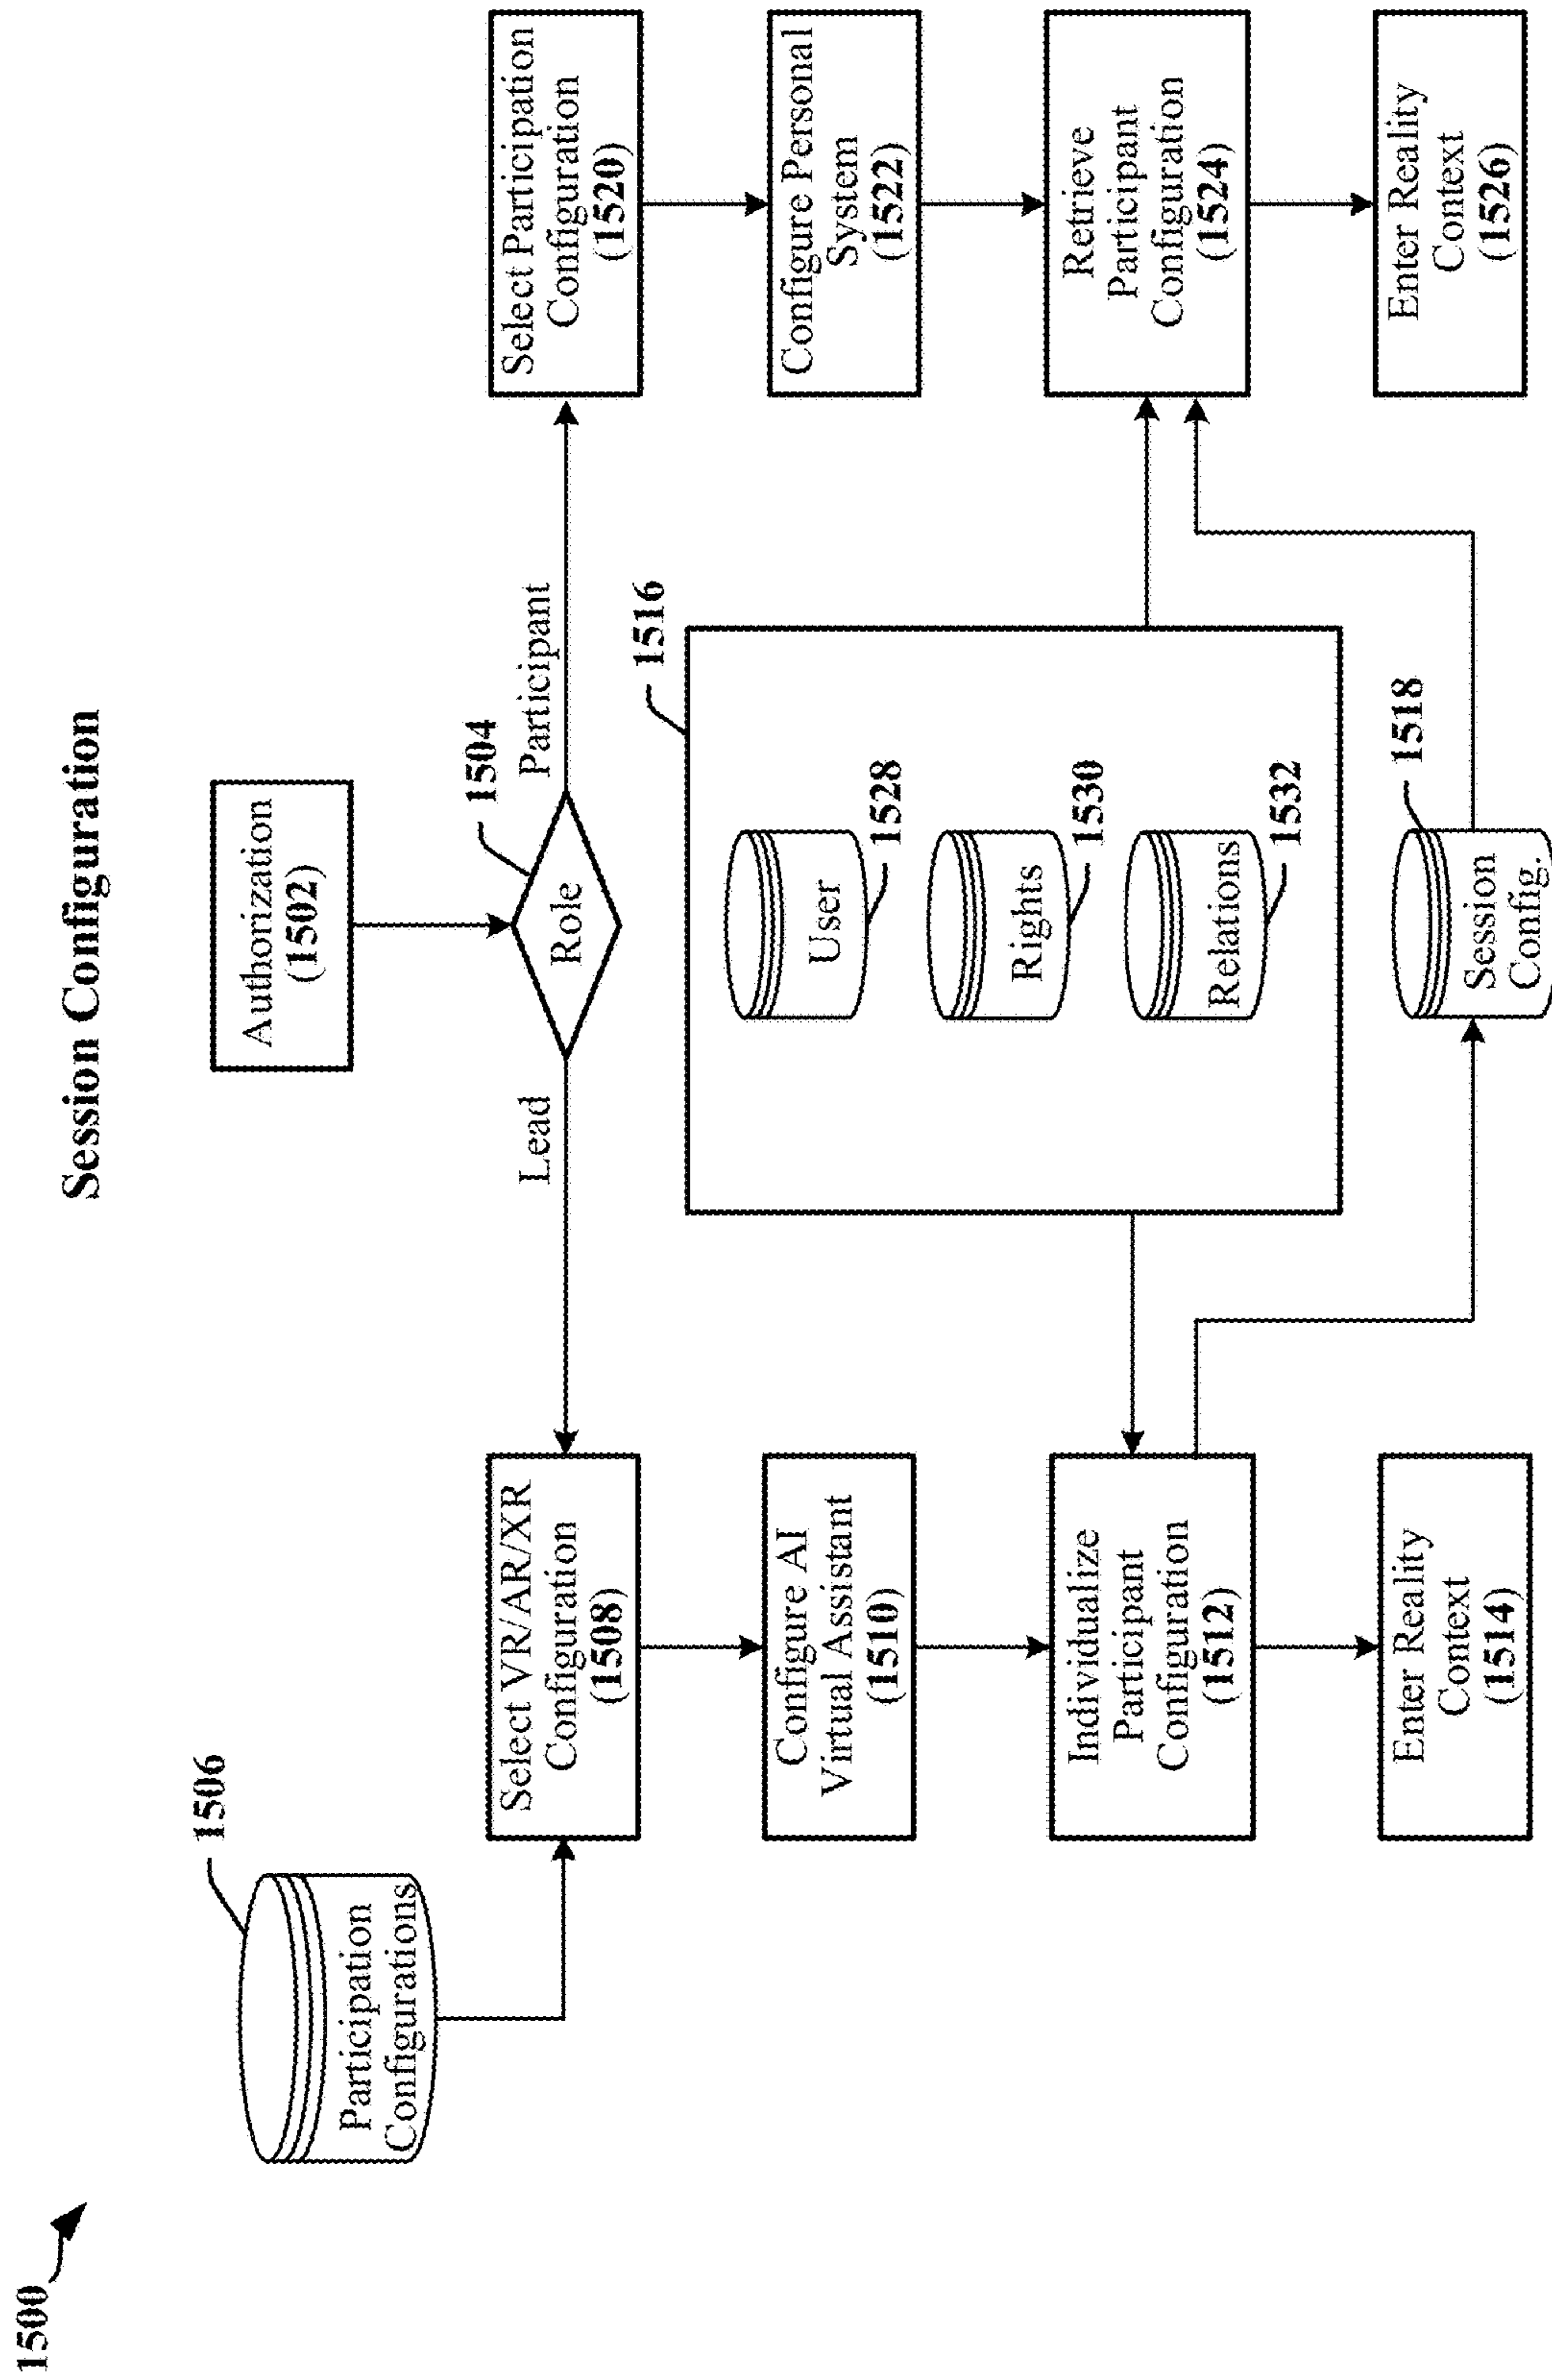 1500
Session Configuration
Authorization
(1502)
1506
Participation
Configurations
1504
Lead
Role
Participant
Select VR/AR/XR
Configuration
(1508)
Select Participation
Configuration
(1520)
1516
Configure AI
Virtual Assistant
(1510)
User
1528
Configure Personal
System
(1522)
Rights
1530
Individualize
Participant
Configuration
(1512)
Relations
1532
Retrieve
Participant
Configuration
(1524)
Enter Reality
Context
(1514)
1518
Session
Config.
Enter Reality
Context
(1526)